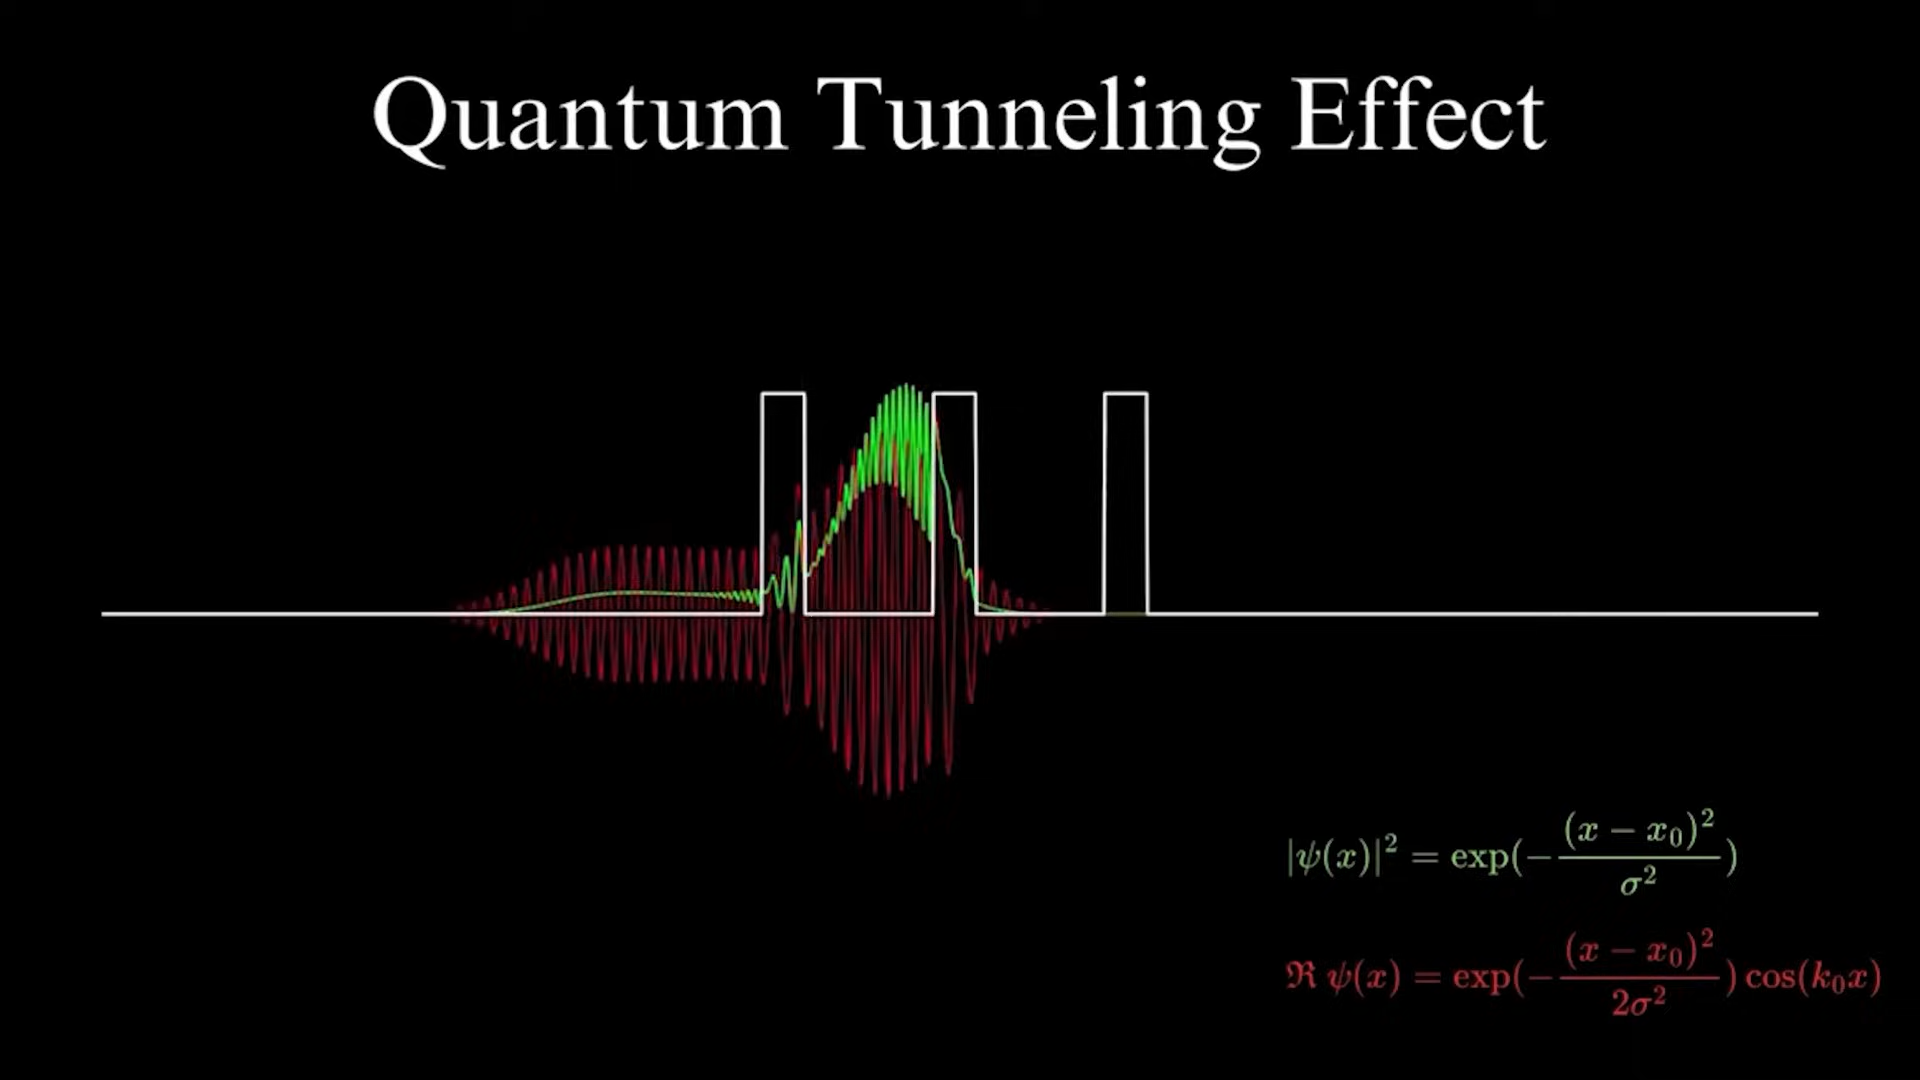 Quantum Tunneling Effect
|ψ(x)|² = exp(−(x − x₀)²/σ²)
ℜ ψ(x) = exp(−(x − x₀)²/2σ²) cos(k₀x)